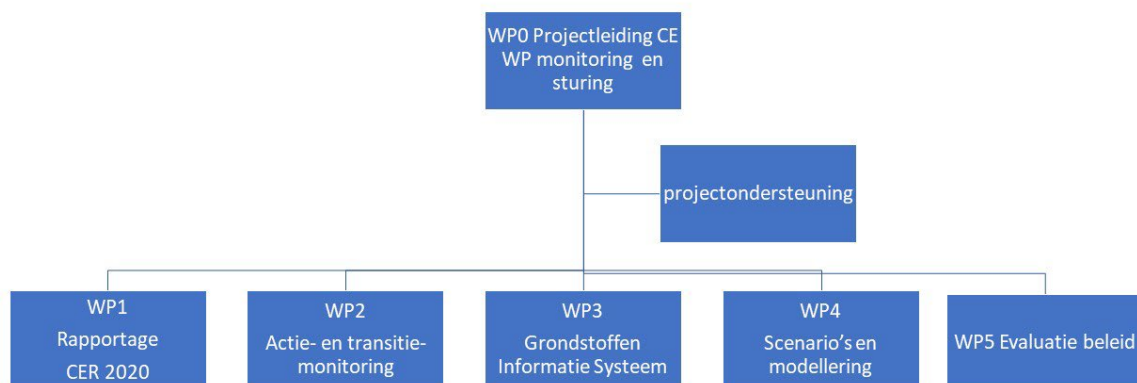 WP0 Projectleiding CE
WP monitoring en
sturing
projectondersteuning
WP1
Rapportage
CER 2020
WP2
Actie- en transitie-
monitoring
WP3
Grondstoffen
Informatie Systeem
WP4
Scenario's en
modellering
WP5 Evaluatie beleid